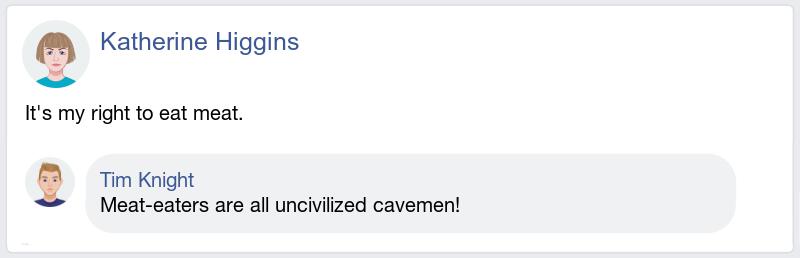 Katherine Higgins
It's my right to eat meat.
Tim Knight
Meat-eaters are all uncivilized cavemen!